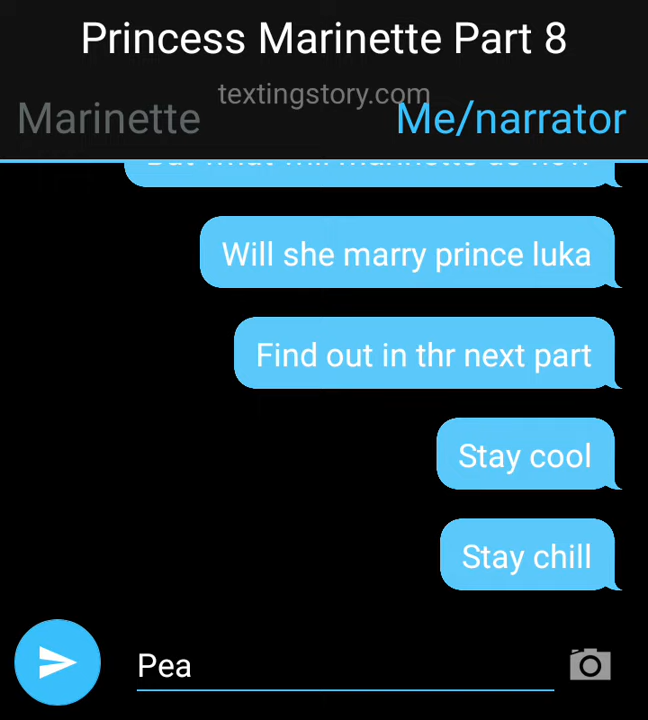 Princess Marinette Part 8
textingstory.com
Marinette
Me/narrator
Will she marry prince luka
Find out in thr next part
Stay cool
Stay chill
Pea